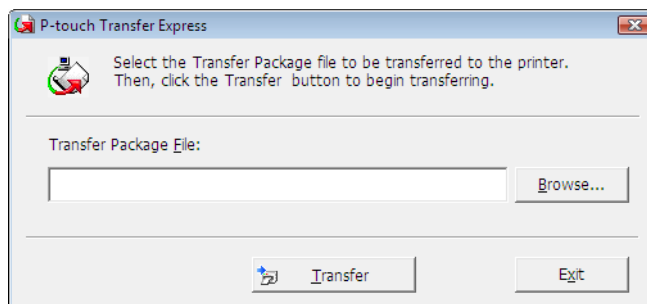 P-touch Transfer Express
Select the Transfer Package file to be transferred to the printer.
Then, click the Transfer button to begin transferring.
Transfer Package File:
Browse...
Transfer
Exit